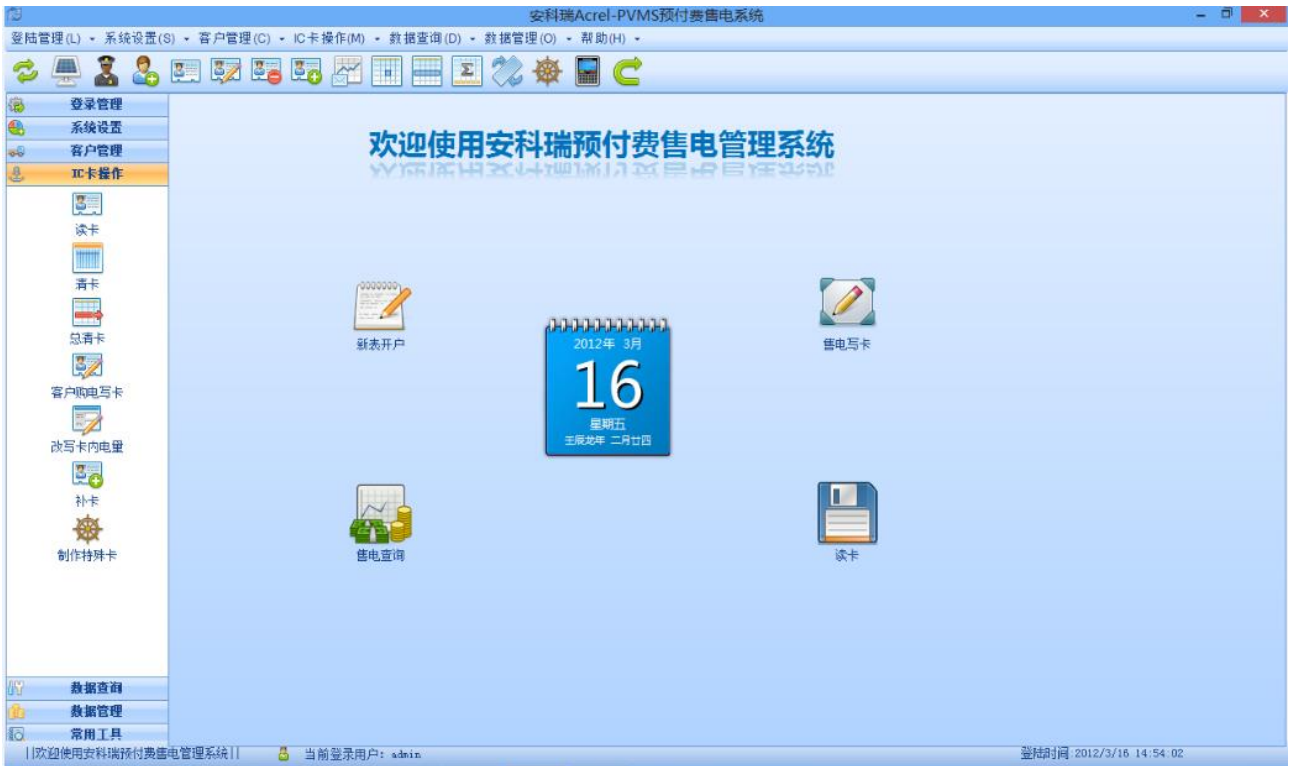 安科瑞Acrel-PVMS预付费售电系统
登陆管理(L) 系统设置(S) 客户管理(C) IC卡操作(M) 数据查询(D) 数据管理(O) 帮助(H)
登录管理
系统设置
客户管理
IC卡操作
读卡
清卡
总清卡
客户购电写卡
改写卡内电量
补卡
制作特殊卡
数据查询
数据管理
常用工具
欢迎使用安科瑞预付费售电管理系统
新表开户
售电写卡
2012年 3月
16
星期五
壬辰龙年 二月廿四
售电查询
读卡
||欢迎使用安科瑞预付费售电管理系统|| 当前登录用户: admin 登陆时间:2012/3/16 14:54:02